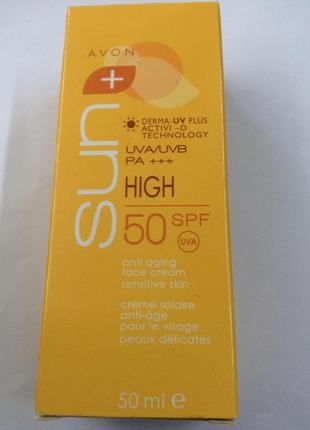 AVON
sun+
DERMA-UV PLUS
ACTIVI-D
TECHNOLOGY
UVA/UVB
PA +++
HIGH
50 SPF
UVA
anti aging
face cream
sensitive skin
crème solaire
anti-âge
pour le visage
peaux délicates
50 ml e